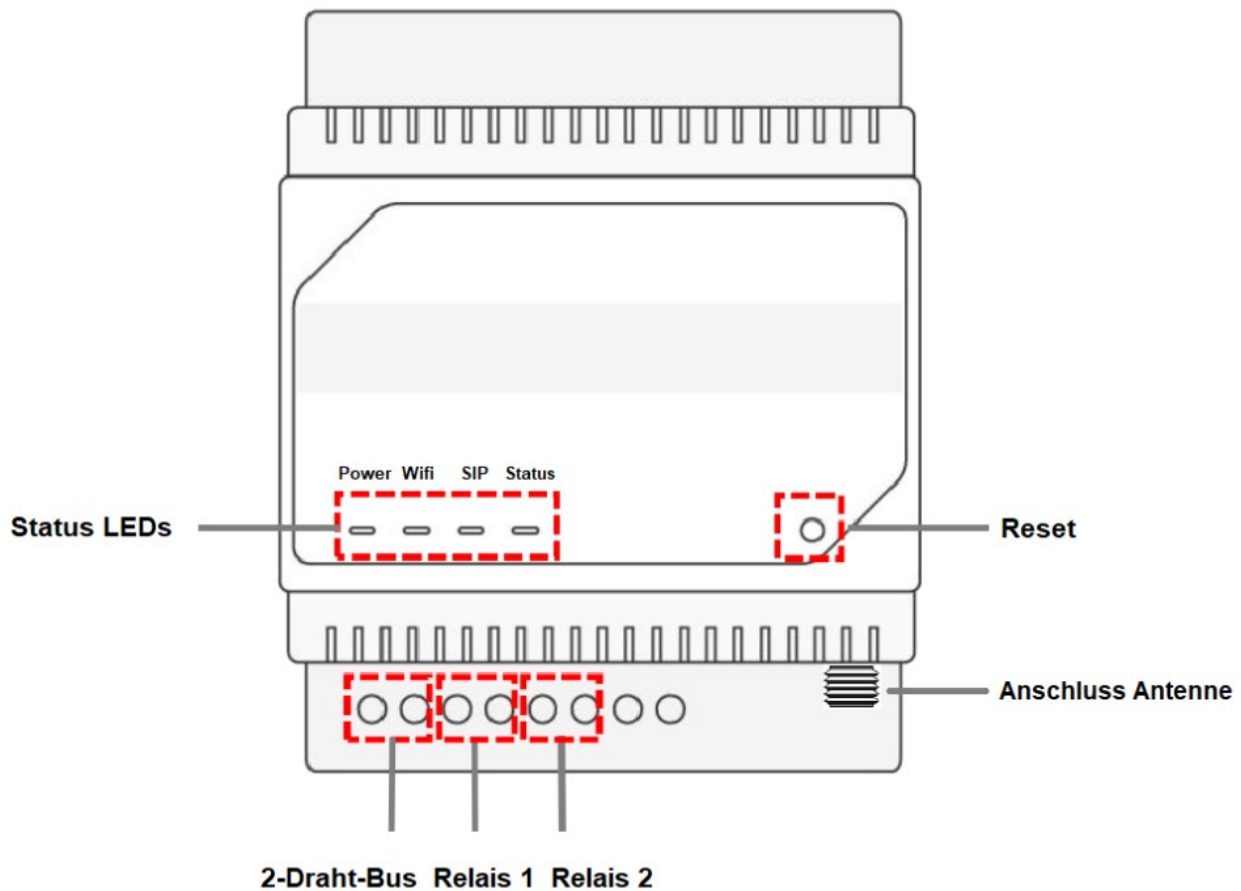 Power Wifi SIP Status
Status LEDs
Reset
Anschluss Antenne
2-Draht-Bus Relais 1 Relais 2